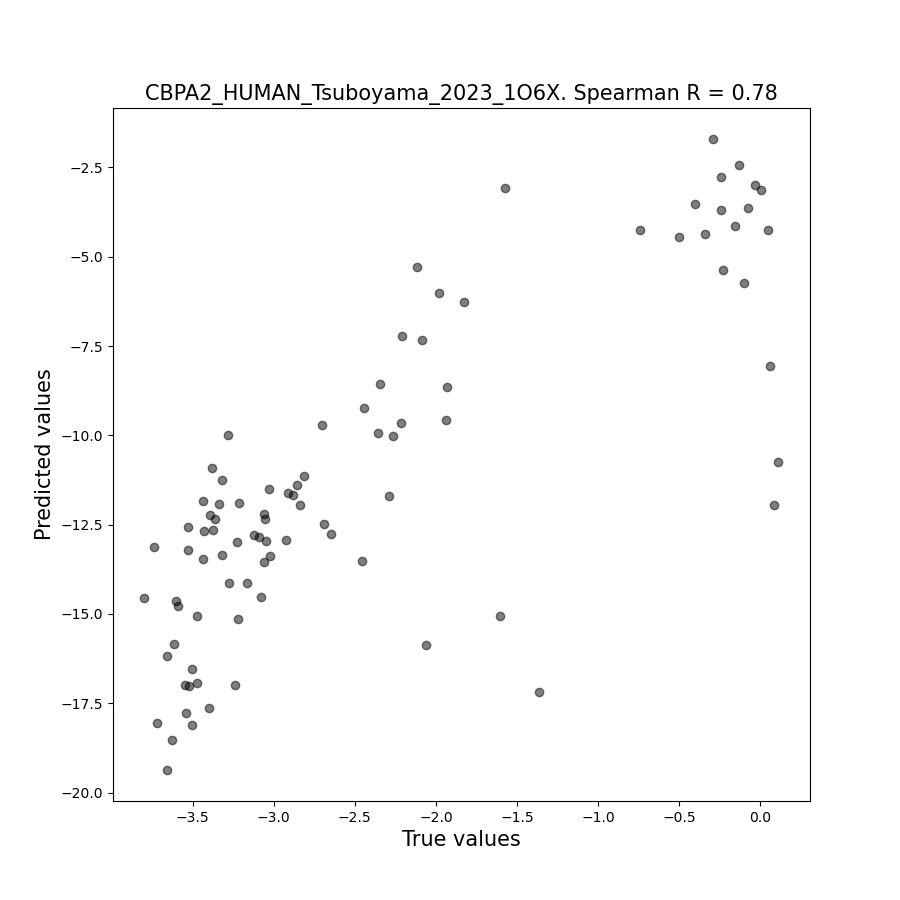 CBPA2_HUMAN_Tsuboyama_2023_1O6X. Spearman R = 0.78
−2.5
−5.0
−7.5
−10.0
−12.5
−15.0
−17.5
−20.0
Predicted values
−3.5 −3.0 −2.5 −2.0 −1.5 −1.0 −0.5 0.0
True values